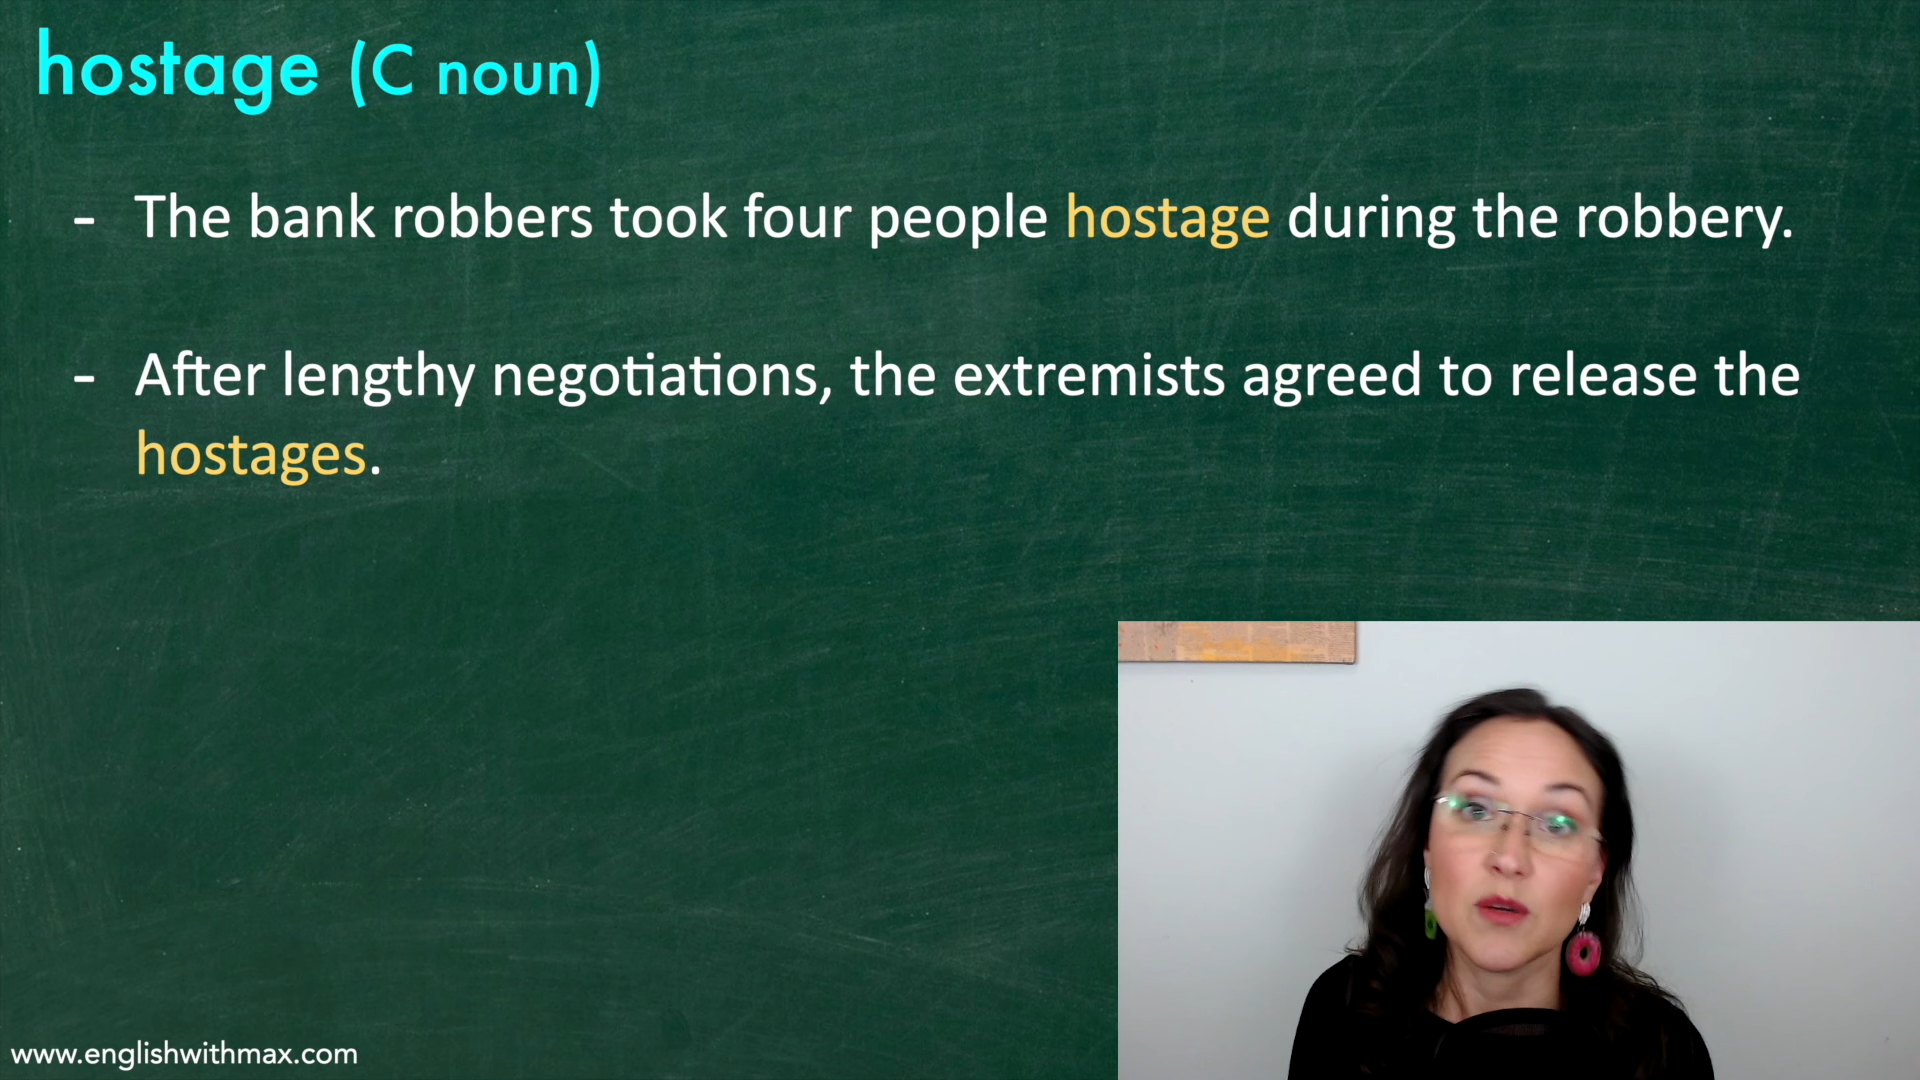 hostage (C noun)
- The bank robbers took four people hostage during the robbery.
- After lengthy negotiations, the extremists agreed to release the
hostages.
www.englishwithmax.com